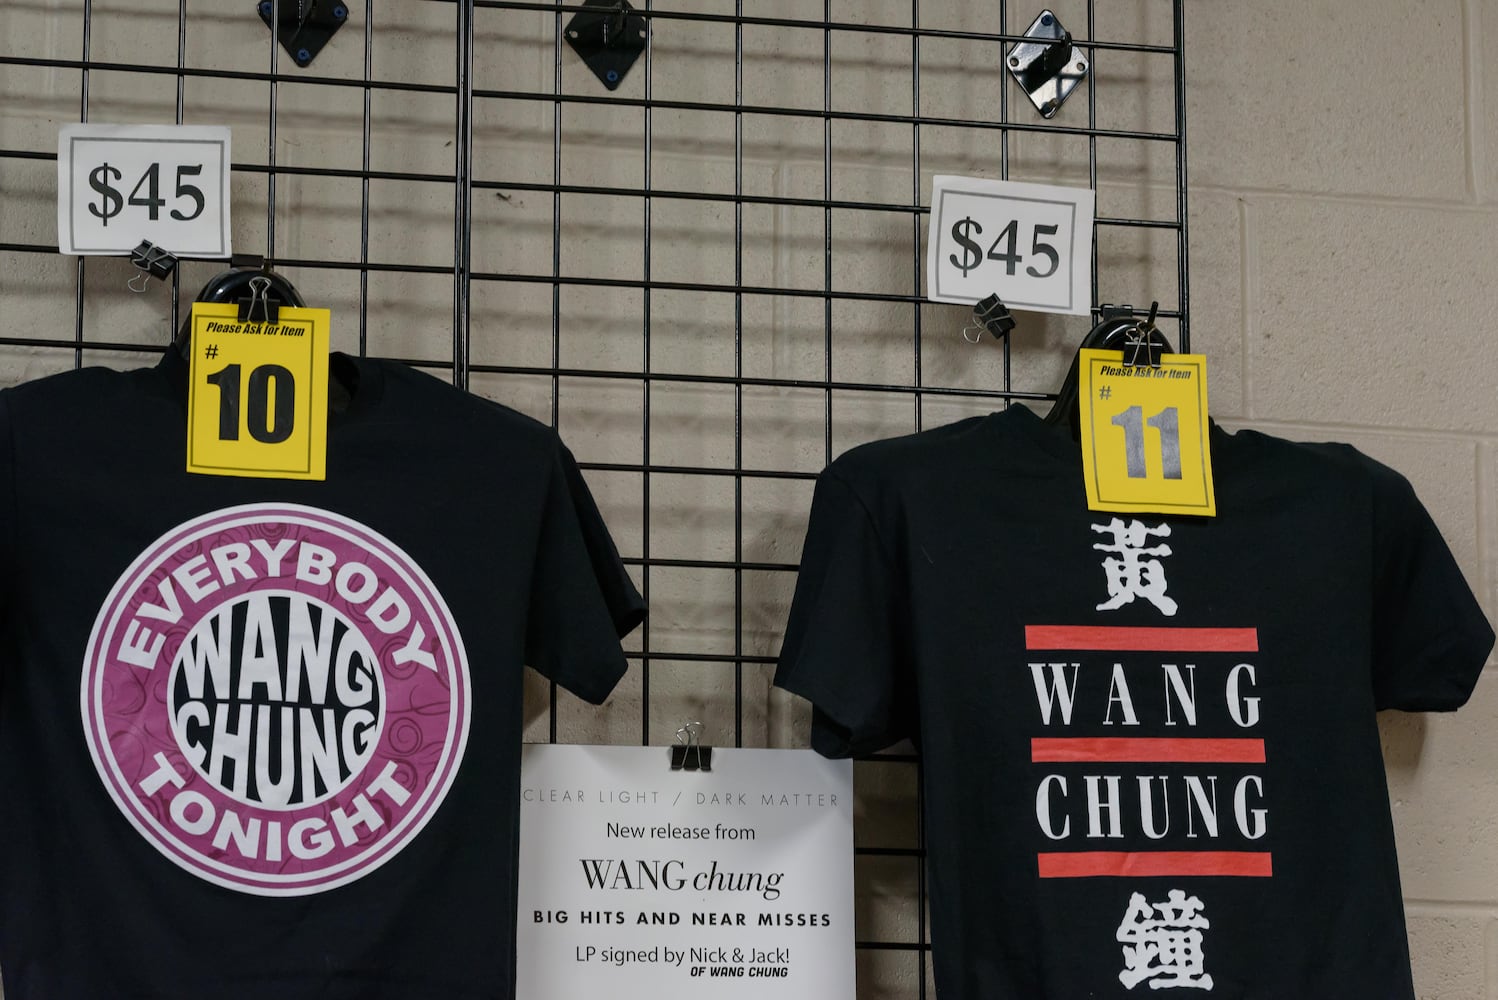 $45
Please Ask for Item
#
10
EVERYBODY
WANG
CHUNG
TONIGHT
CLEAR LIGHT / DARK MATTER
New release from
WANG chung
BIG HITS AND NEAR MISSES
LP signed by Nick & Jack!
OF WANG CHUNG
$45
Please Ask for Item
#
11
黃
WANG
CHUNG
鐘